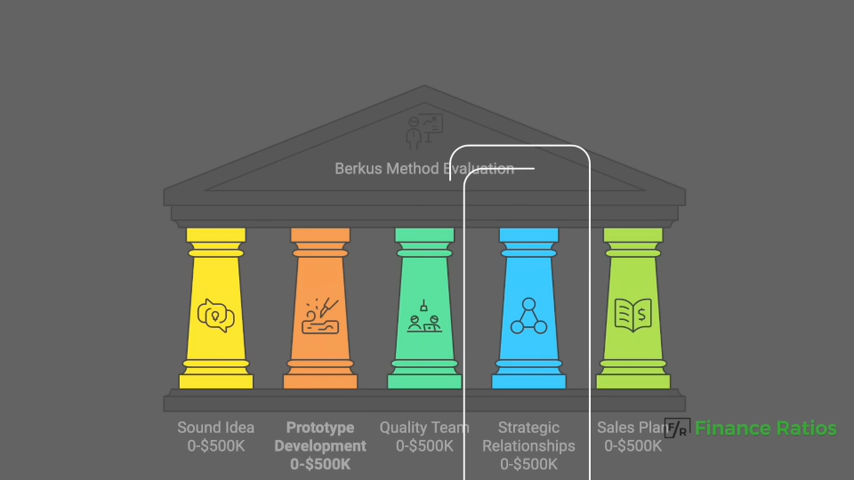 Berkus Method Evaluation
$
Sound Idea
0-$500K
Prototype
Development
0-$500K
Quality Team
0-$500K
Strategic
Relationships
0-$500K
Sales Plan
0-$500K
F/R Finance Ratios